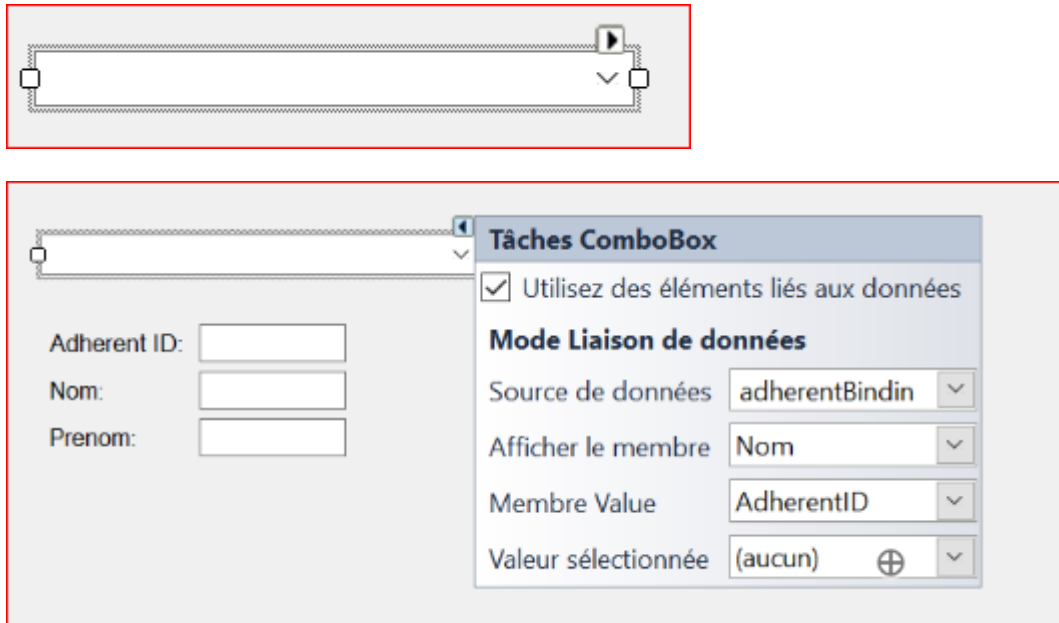 Tâches ComboBox
Utilisez des éléments liés aux données
Mode Liaison de données
Adherent ID:
Nom:
Prenom:
Source de données adherentBindin
Afficher le membre Nom
Membre Value AdherentID
Valeur sélectionnée (aucun)